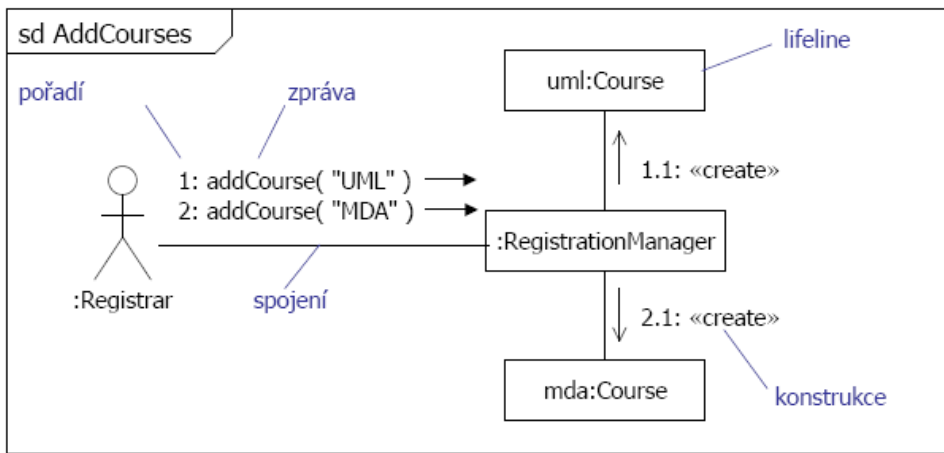 sd AddCourses
lifeline
pořadí
zpráva
uml:Course
1: addCourse( "UML" )
1.1: «create»
2: addCourse( "MDA" )
:RegistrationManager
:Registrar
spojení
2.1: «create»
mda:Course
konstrukce